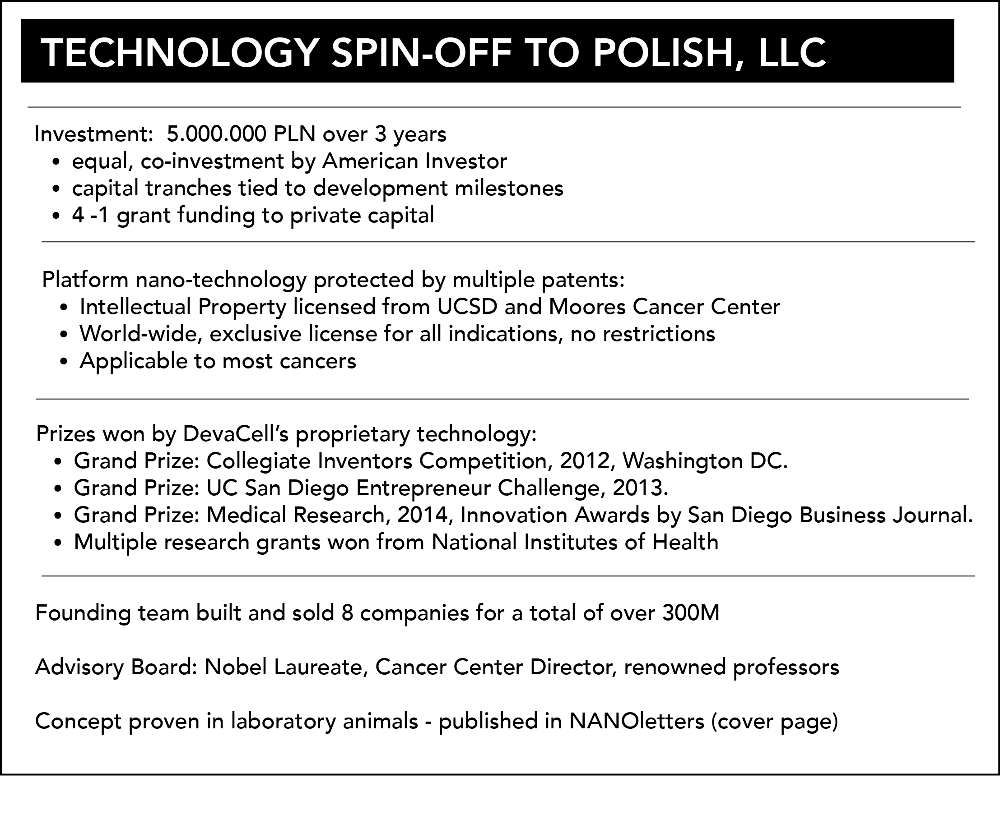 TECHNOLOGY SPIN-OFF TO POLISH, LLC
Investment:  5.000.000 PLN over 3 years
• equal, co-investment by American Investor
• capital tranches tied to development milestones
• 4 -1 grant funding to private capital
Platform nano-technology protected by multiple patents:
• Intellectual Property licensed from UCSD and Moores Cancer Center
• World-wide, exclusive license for all indications, no restrictions
• Applicable to most cancers
Prizes won by DevaCell’s proprietary technology:
• Grand Prize: Collegiate Inventors Competition, 2012, Washington DC.
• Grand Prize: UC San Diego Entrepreneur Challenge, 2013.
• Grand Prize: Medical Research, 2014, Innovation Awards by San Diego Business Journal.
• Multiple research grants won from National Institutes of Health
Founding team built and sold 8 companies for a total of over 300M
Advisory Board: Nobel Laureate, Cancer Center Director, renowned professors
Concept proven in laboratory animals - published in NANOletters (cover page)